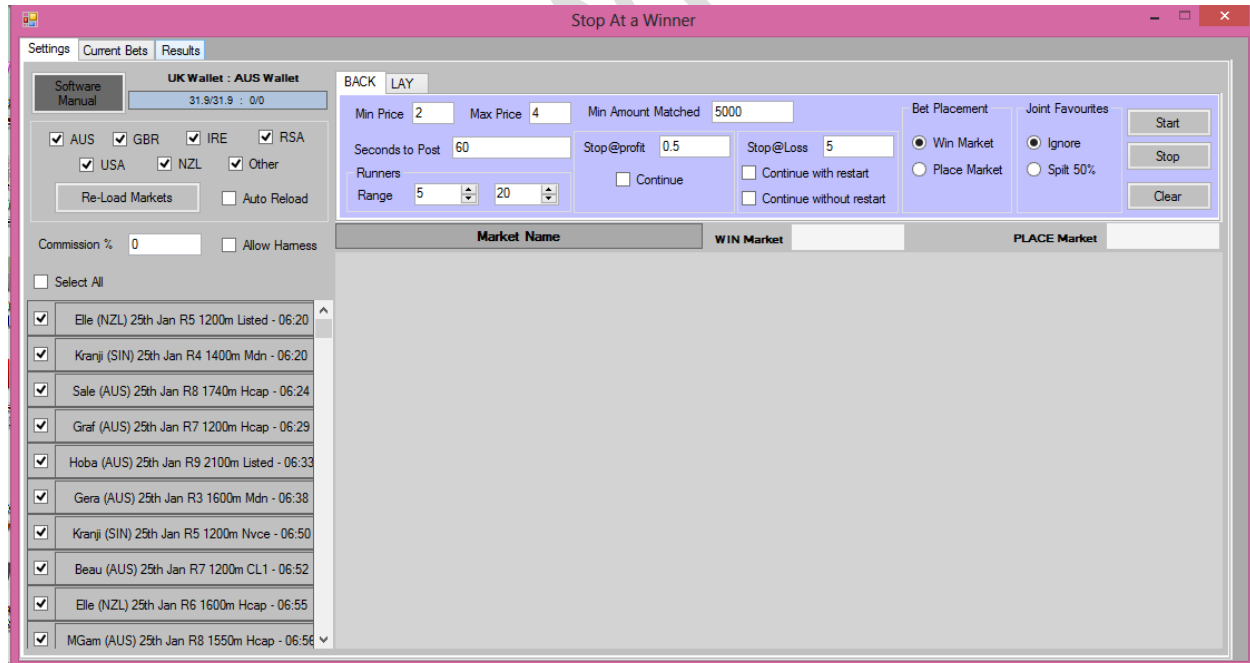 Stop At a Winner
Settings Current Bets Results
Software Manual
UK Wallet : AUS Wallet
31.9/31.9 : 0/0
AUS GBR IRE RSA
USA NZL Other
Re-Load Markets Auto Reload
Commission % 0 Allow Harness
Select All
Elle (NZL) 25th Jan R5 1200m Listed - 06:20
Kranji (SIN) 25th Jan R4 1400m Mdn - 06:20
Sale (AUS) 25th Jan R8 1740m Hcap - 06:24
Graf (AUS) 25th Jan R7 1200m Hcap - 06:29
Hoba (AUS) 25th Jan R9 2100m Listed - 06:33
Gera (AUS) 25th Jan R3 1600m Mdn - 06:38
Kranji (SIN) 25th Jan R5 1200m Nvce - 06:50
Beau (AUS) 25th Jan R7 1200m CL1 - 06:52
Elle (NZL) 25th Jan R6 1600m Hcap - 06:55
MGam (AUS) 25th Jan R8 1550m Hcap - 06:56
BACK LAY
Min Price 2 Max Price 4 Min Amount Matched 5000
Seconds to Post 60
Runners
Range 5 20
Stop@profit 0.5
Continue
Stop@Loss 5
Continue with restart
Continue without restart
Bet Placement
Win Market
Place Market
Joint Favourites
Ignore
Spilt 50%
Start
Stop
Clear
Market Name WIN Market PLACE Market